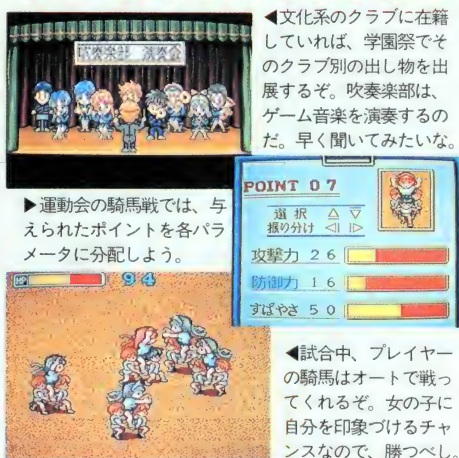 吹奏楽部 演奏会
◀文化系のクラブに在籍
していれば、学園祭でそ
のクラブ別の出し物を出
展するぞ。吹奏楽部は、
ゲーム音楽を演奏するの
だ。早く聞いてみたいな。
▶運動会の騎馬戦では、与
えられたポイントを各パラ
メータに分配しよう。
POINT 07
選択 △ ▽
振り分け ◁ ▷
攻撃力 26
防御力 16
すばやさ 50
HP 94
◀試合中、プレイヤー
の騎馬はオートで戦っ
てくれるぞ。女の子に
自分を印象づけるチャ
ンスなので、勝つべし。